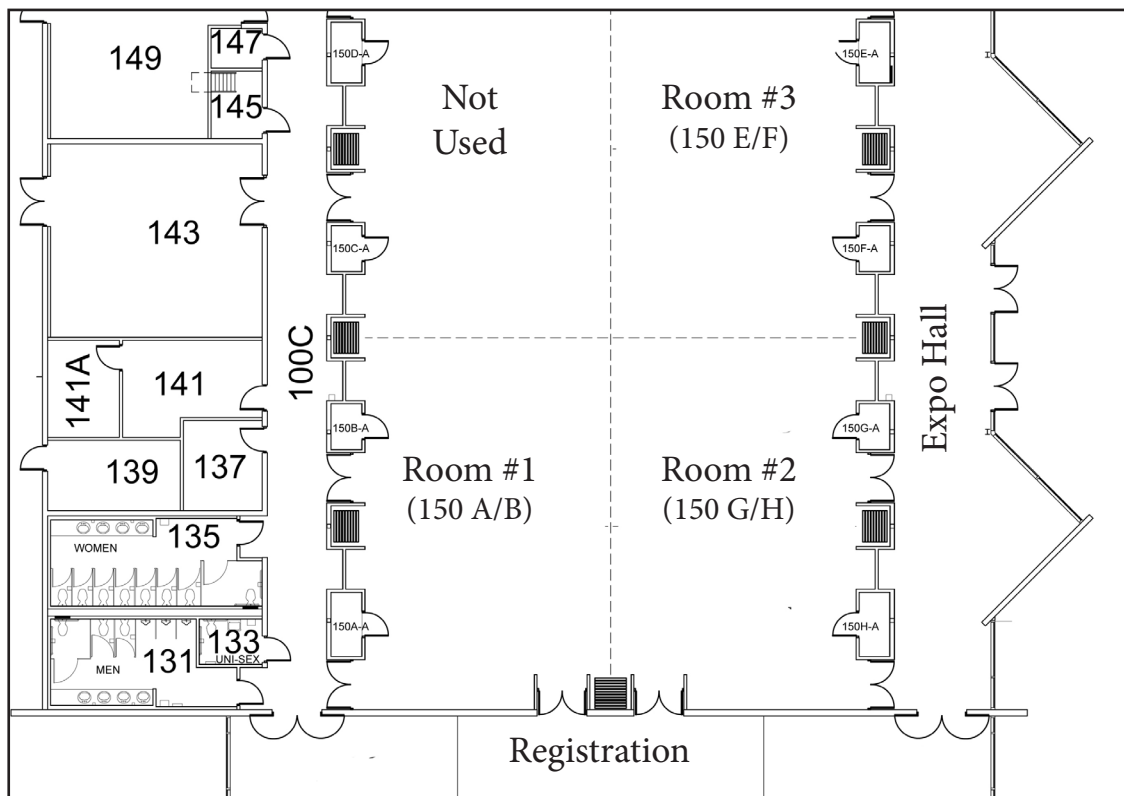 147
149
150D-A
150E-A
Not
Used
Room #3
(150 E/F)
145
143
150C-A
150F-A
100C
Expo Hall
141A
141
150B-A
150G-A
139
137
Room #1
(150 A/B)
Room #2
(150 G/H)
135
WOMEN
150A-A
150H-A
133
UNI-SEX
131
MEN
Registration